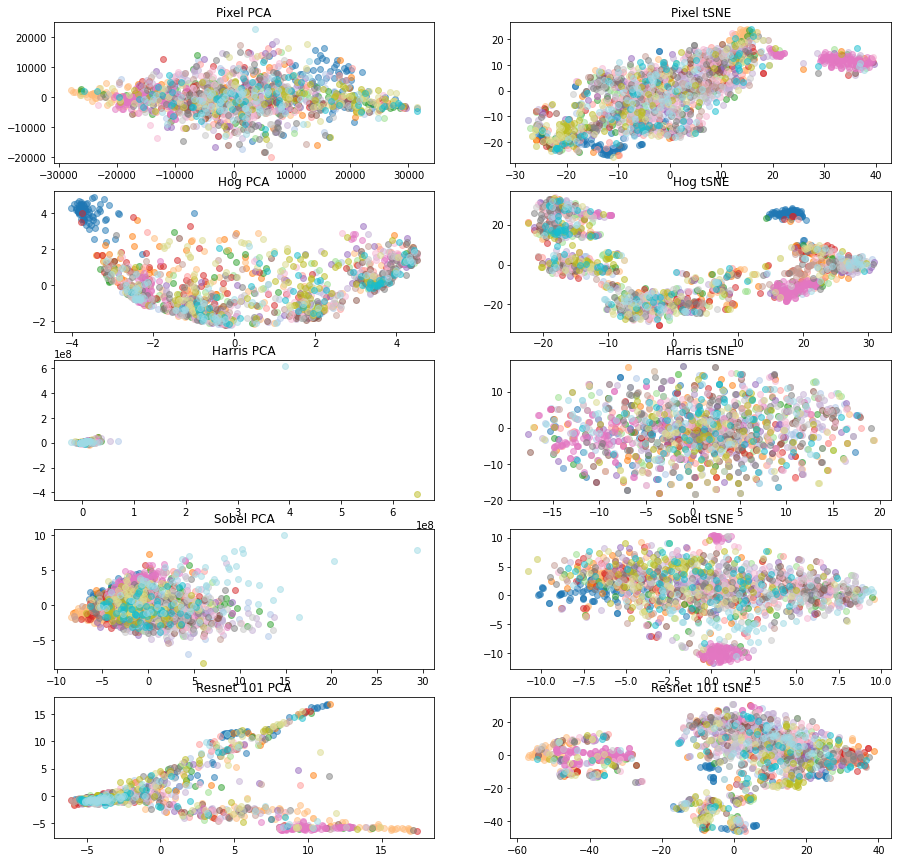 Pixel PCA
20000
10000
0
−10000
−20000
−30000 −20000 −10000 0 10000 20000 30000
Pixel tSNE
20
10
0
−10
−20
−30 −20 −10 0 10 20 30 40
Hog PCA
4
2
0
−2
−4 −2 0 2 4
Hog tSNE
20
0
−20
−20 −10 0 10 20 30
Harris PCA
1e8
6
4
2
0
−2
−4
0 1 2 3 4 5 6
1e8
Harris tSNE
10
0
−10
−20
−15 −10 −5 0 5 10 15 20
Sobel PCA
10
5
0
−5
−10 −5 0 5 10 15 20 25 30
Sobel tSNE
10
5
0
−5
−10
−10.0 −7.5 −5.0 −2.5 0.0 2.5 5.0 7.5 10.0
Resnet 101 PCA
15
10
5
0
−5
−5 0 5 10 15
Resnet 101 tSNE
20
0
−20
−40
−60 −40 −20 0 20 40